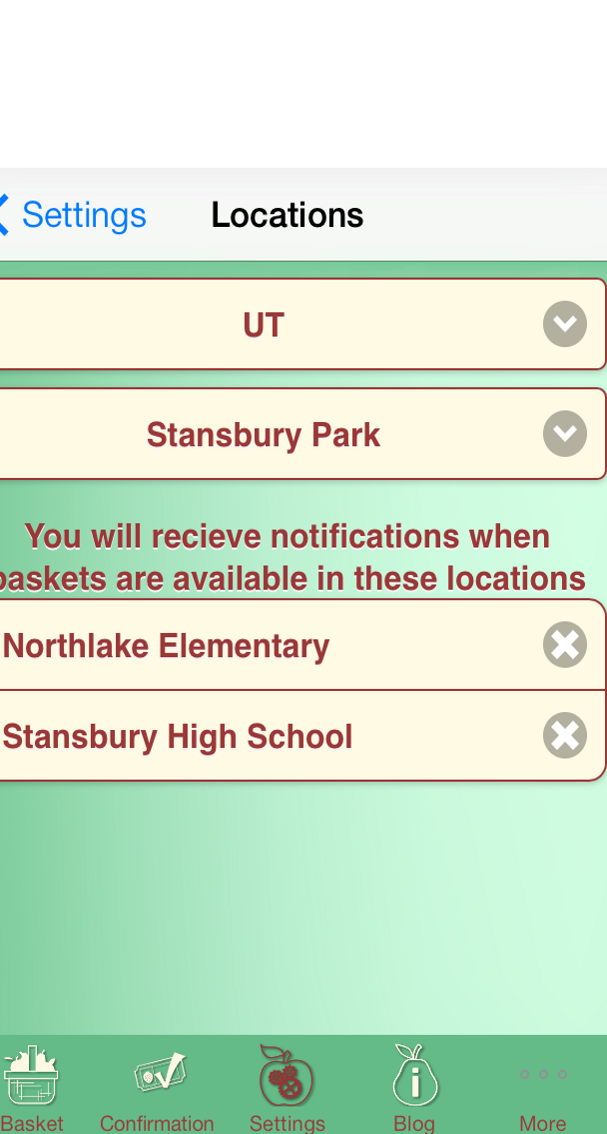 Settings Locations
UT
Stansbury Park
You will recieve notifications when
baskets are available in these locations
Northlake Elementary
Stansbury High School
Basket Confirmation Settings Blog More